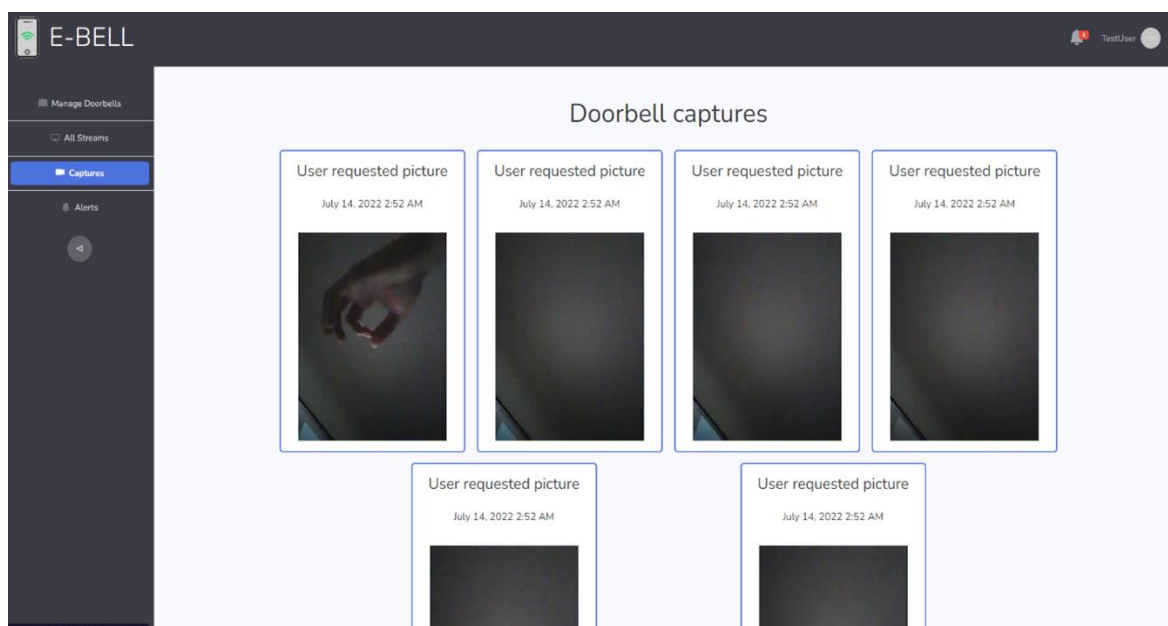 E-BELL
1
TestUser
Manage Doorbells
All Streams
Captures
Alerts
Doorbell captures
User requested picture
July 14, 2022 2:52 AM
User requested picture
July 14, 2022 2:52 AM
User requested picture
July 14, 2022 2:52 AM
User requested picture
July 14, 2022 2:52 AM
User requested picture
July 14, 2022 2:52 AM
User requested picture
July 14, 2022 2:52 AM